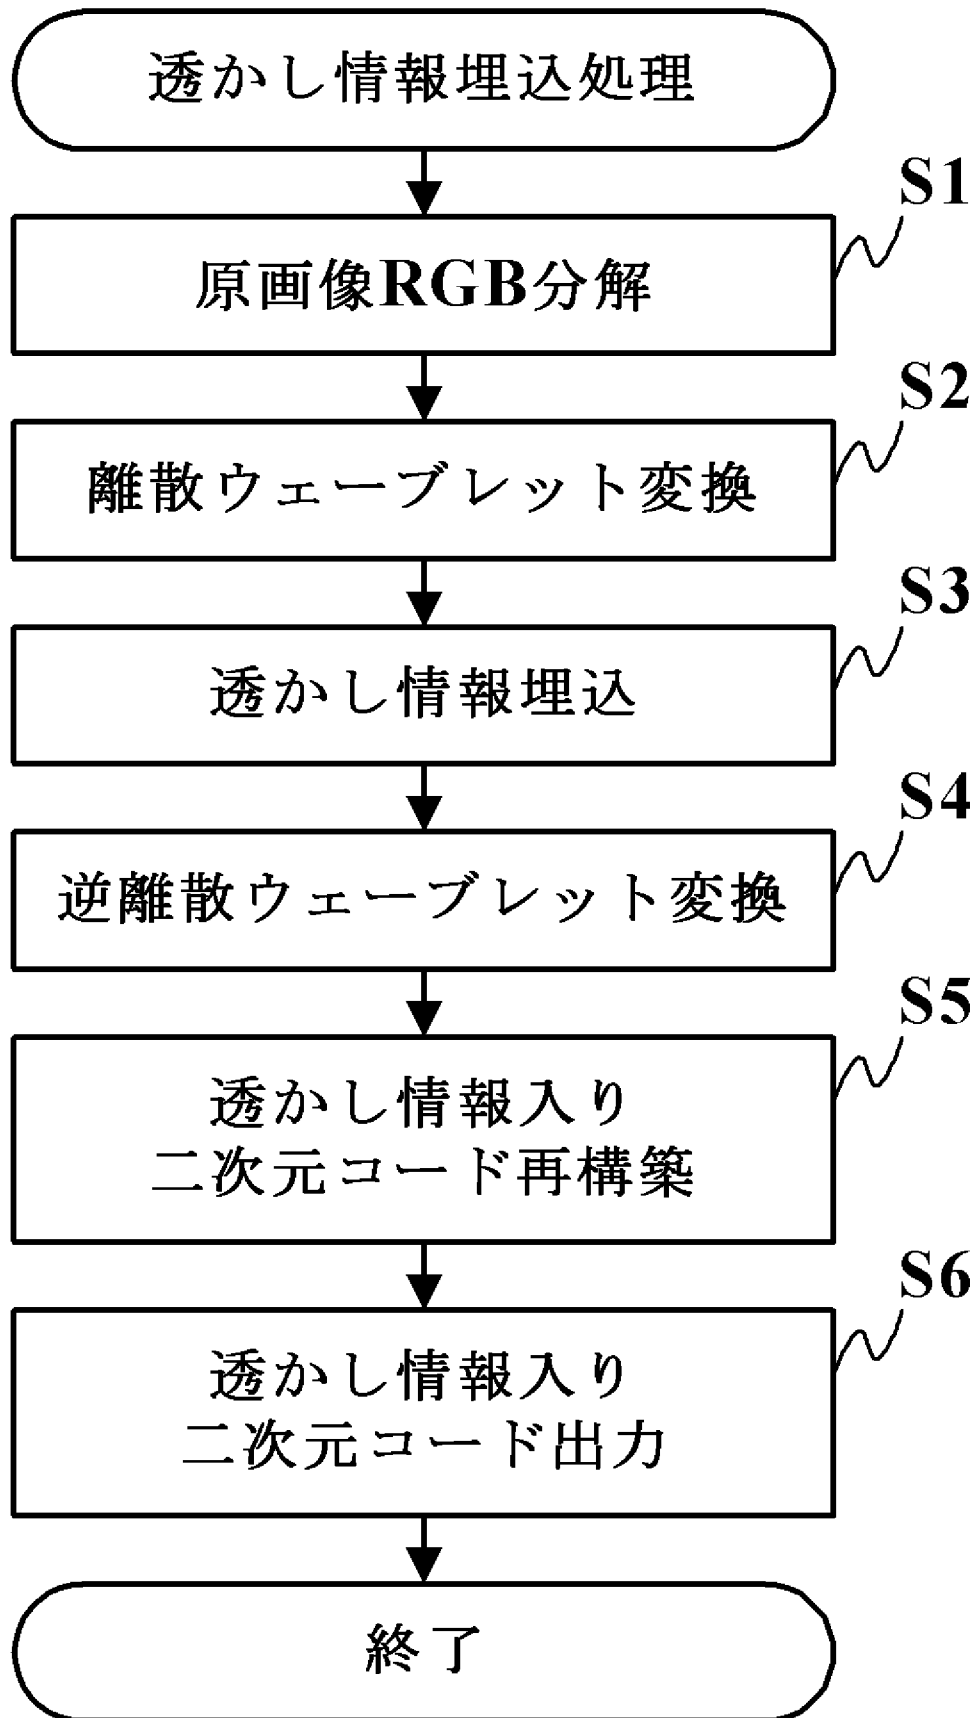 透かし情報埋込処理
S1
原画像RGB分解
S2
離散ウェーブレット変換
S3
透かし情報埋込
S4
逆離散ウェーブレット変換
S5
透かし情報入り
二次元コード再構築
S6
透かし情報入り
二次元コード出力
終了